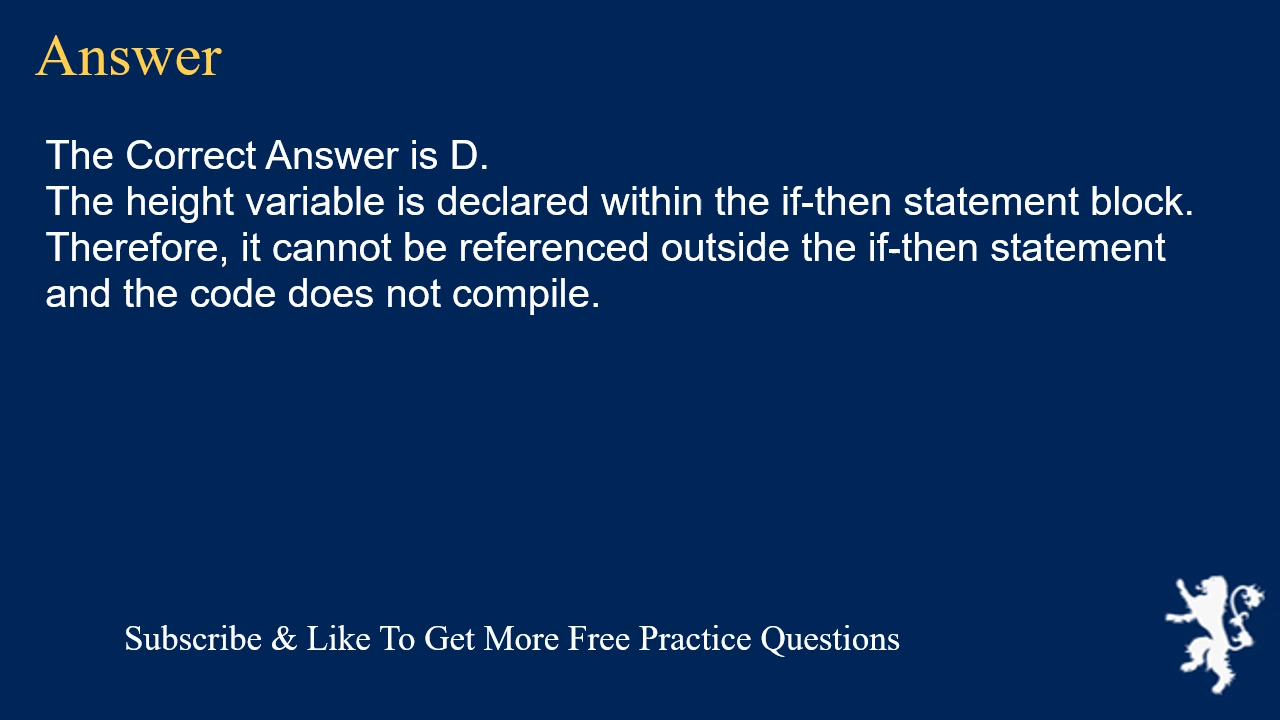 Answer
The Correct Answer is D.
The height variable is declared within the if-then statement block.
Therefore, it cannot be referenced outside the if-then statement
and the code does not compile.
Subscribe & Like To Get More Free Practice Questions